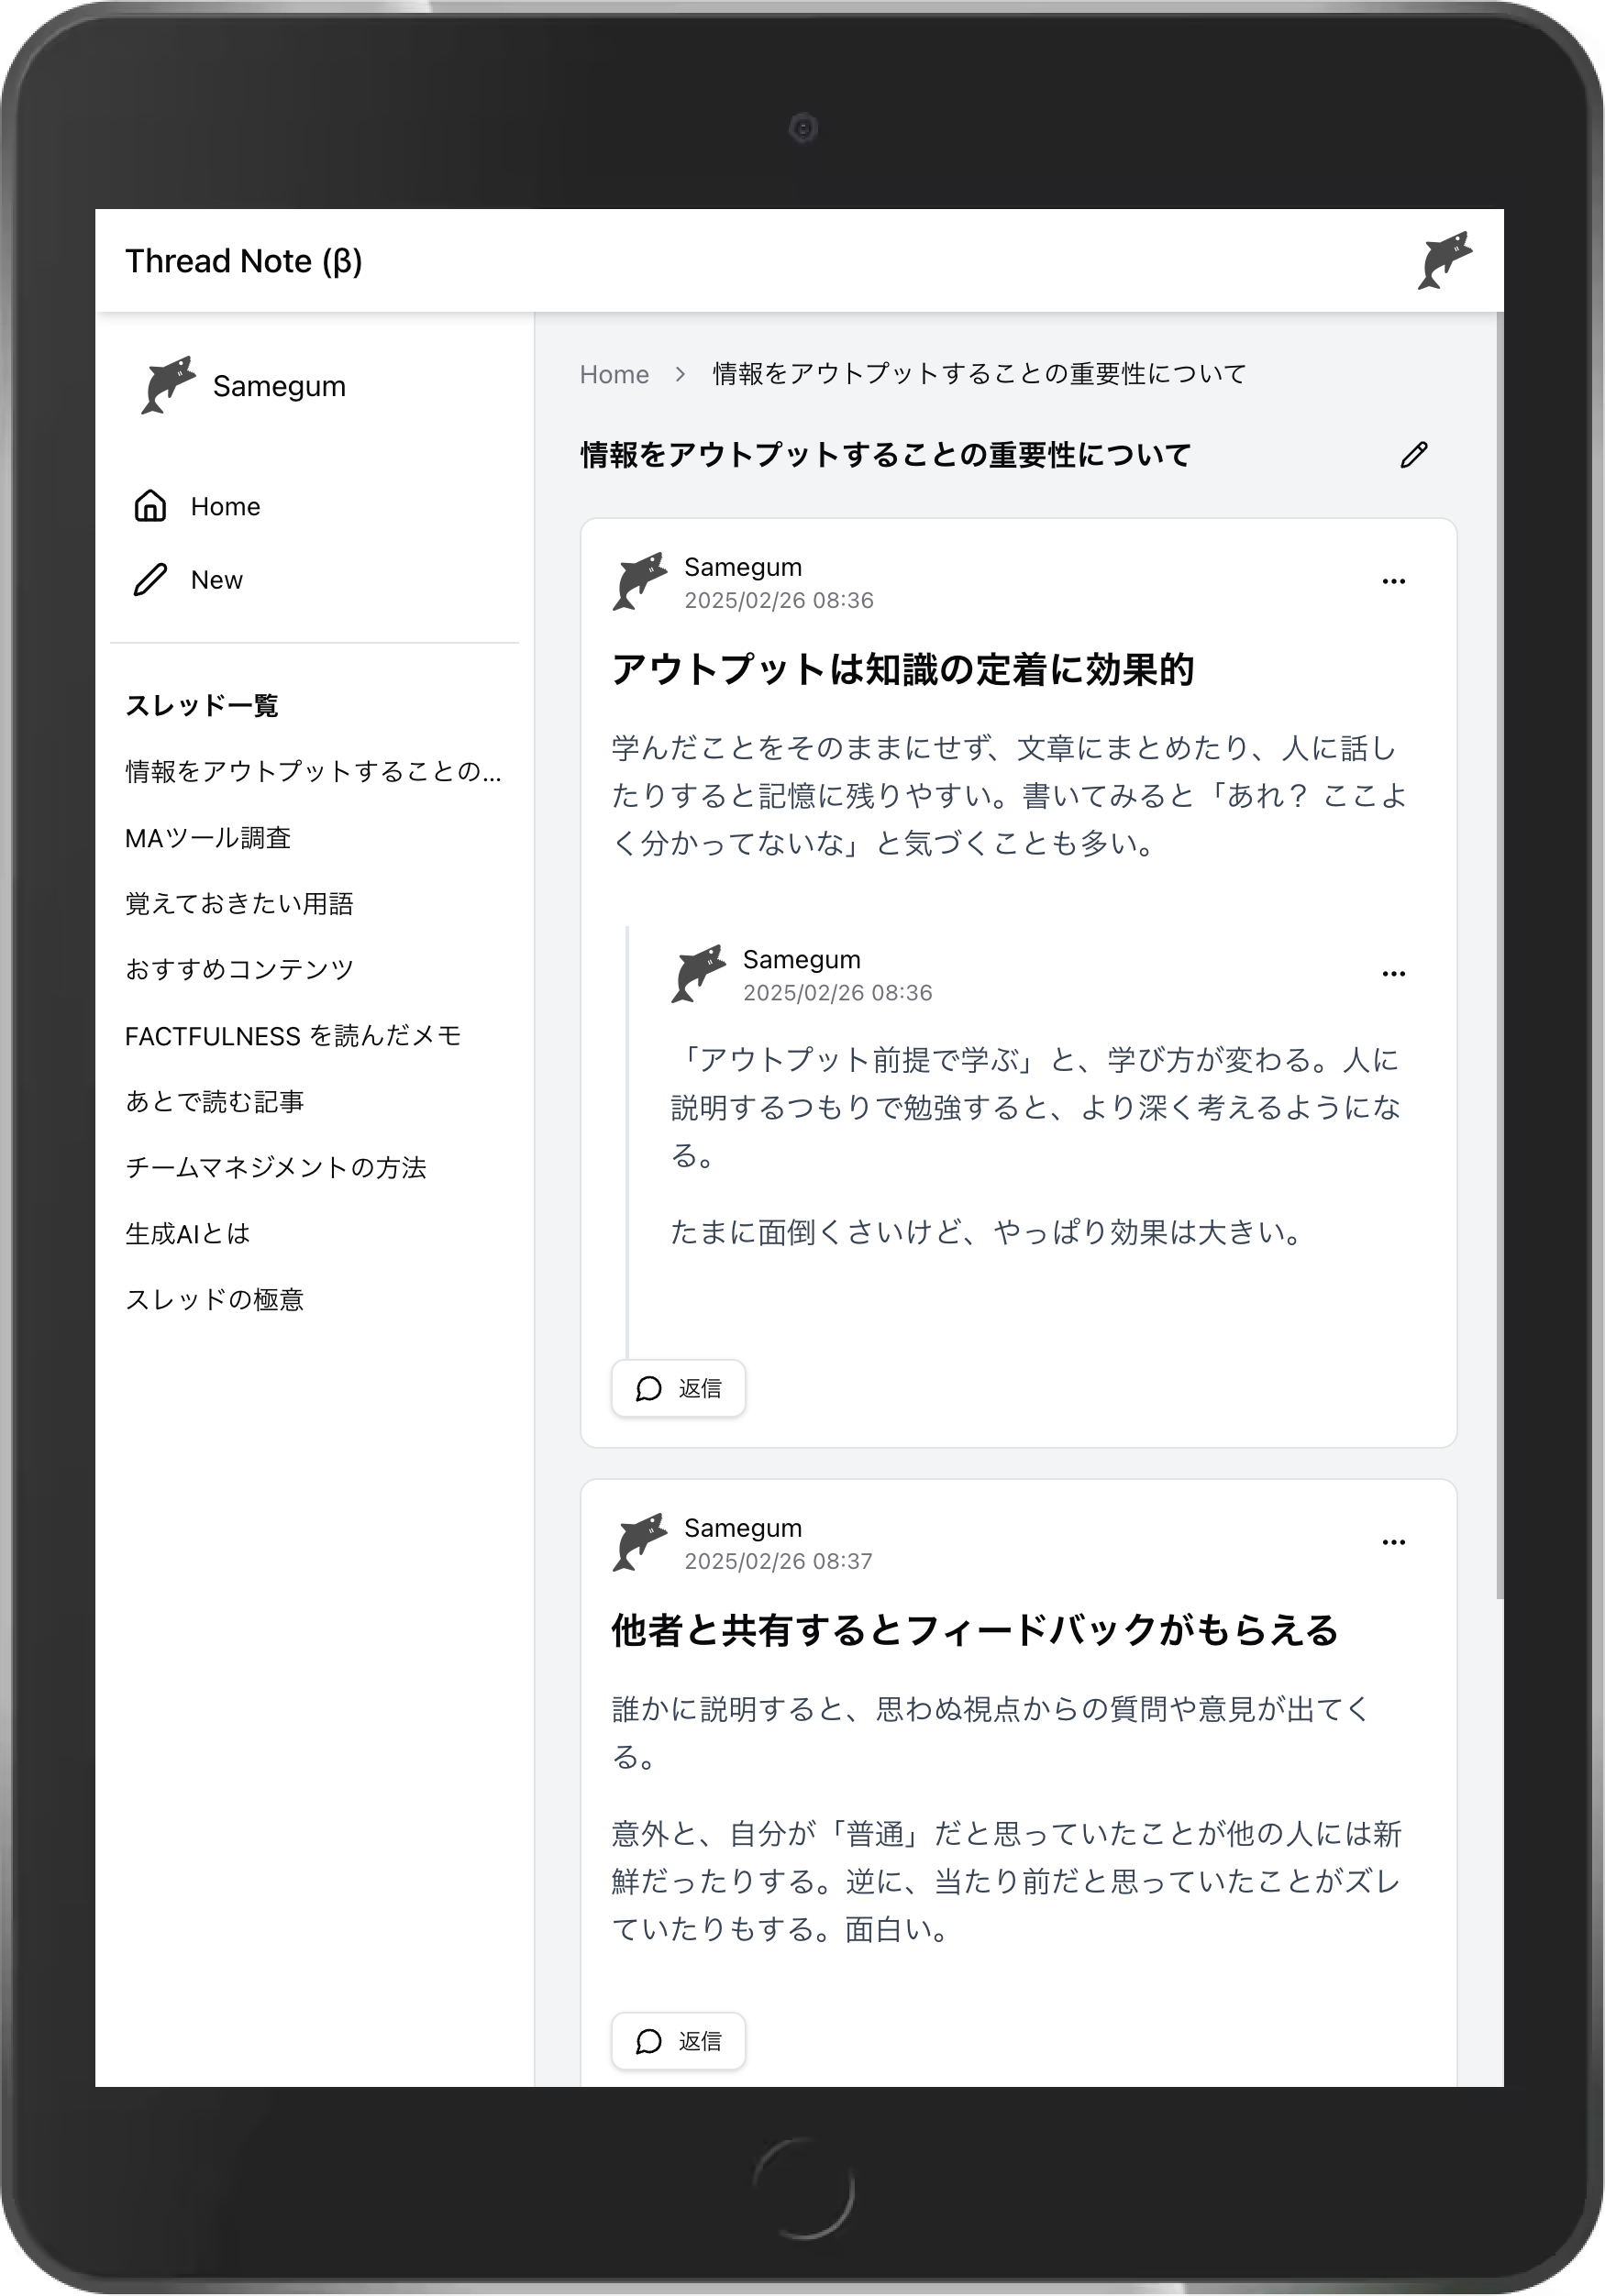 Thread Note (β)
Samegum
Home
New
スレッド一覧
情報をアウトプットすることの...
MAツール調査
覚えておきたい用語
おすすめコンテンツ
FACTFULNESS を読んだメモ
あとで読む記事
チームマネジメントの方法
生成AIとは
スレッドの極意
Home > 情報をアウトプットすることの重要性について
情報をアウトプットすることの重要性について
Samegum
2025/02/26 08:36
アウトプットは知識の定着に効果的
学んだことをそのままにせず、文章にまとめたり、人に話し
たりすると記憶に残りやすい。書いてみると「あれ？ ここよ
く分かってないな」と気づくことも多い。
Samegum
2025/02/26 08:36
「アウトプット前提で学ぶ」と、学び方が変わる。人に
説明するつもりで勉強すると、より深く考えるようにな
る。
たまに面倒くさいけど、やっぱり効果は大きい。
返信
Samegum
2025/02/26 08:37
他者と共有するとフィードバックがもらえる
誰かに説明すると、思わぬ視点からの質問や意見が出てく
る。
意外と、自分が「普通」だと思っていたことが他の人には新
鮮だったりする。逆に、当たり前だと思っていたことがズレ
ていたりもする。面白い。
返信